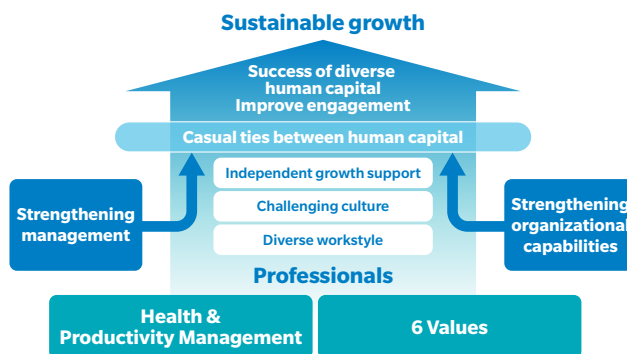 Sustainable growth
Success of diverse
human capital
Improve engagement
Casual ties between human capital
Independent growth support
Challenging culture
Diverse workstyle
Strengthening
management
Strengthening
organizational
capabilities
Professionals
Health &
Productivity Management
6 Values